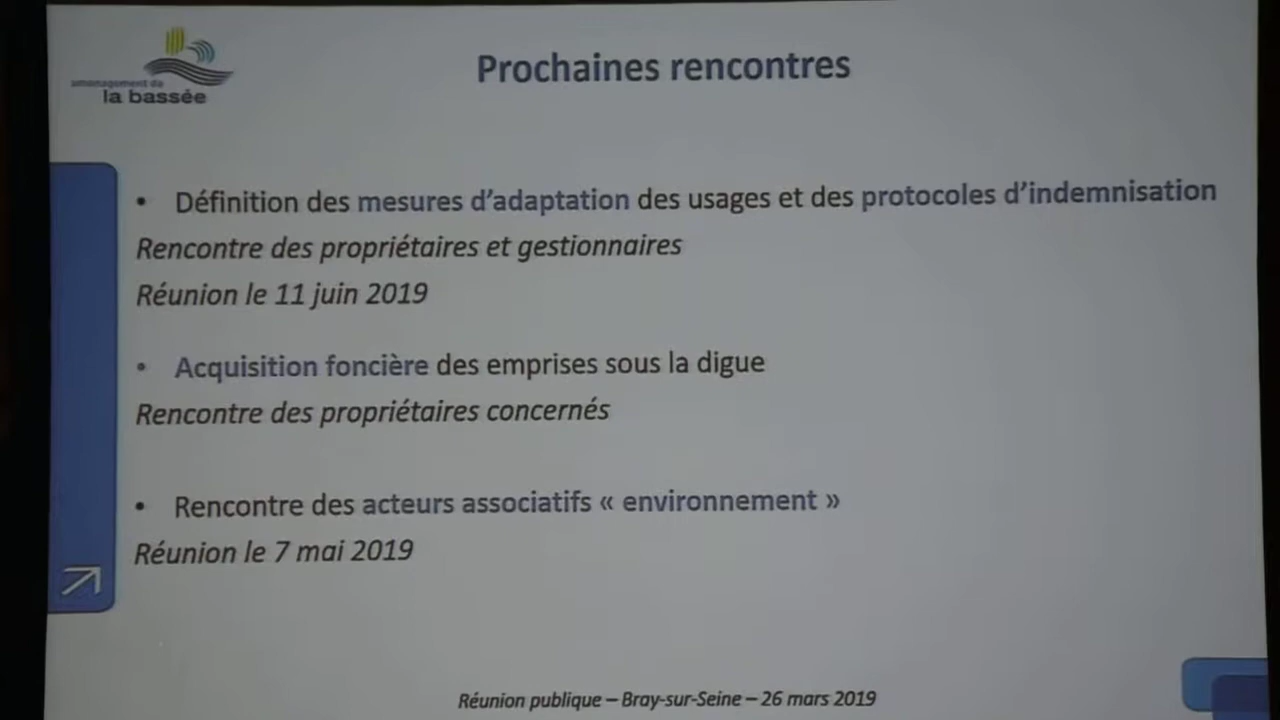 aménagement de
la bassée
Prochaines rencontres
• Définition des mesures d'adaptation des usages et des protocoles d'indemnisation
Rencontre des propriétaires et gestionnaires
Réunion le 11 juin 2019
• Acquisition foncière des emprises sous la digue
Rencontre des propriétaires concernés
• Rencontre des acteurs associatifs « environnement »
Réunion le 7 mai 2019
Réunion publique – Bray-sur-Seine – 26 mars 2019